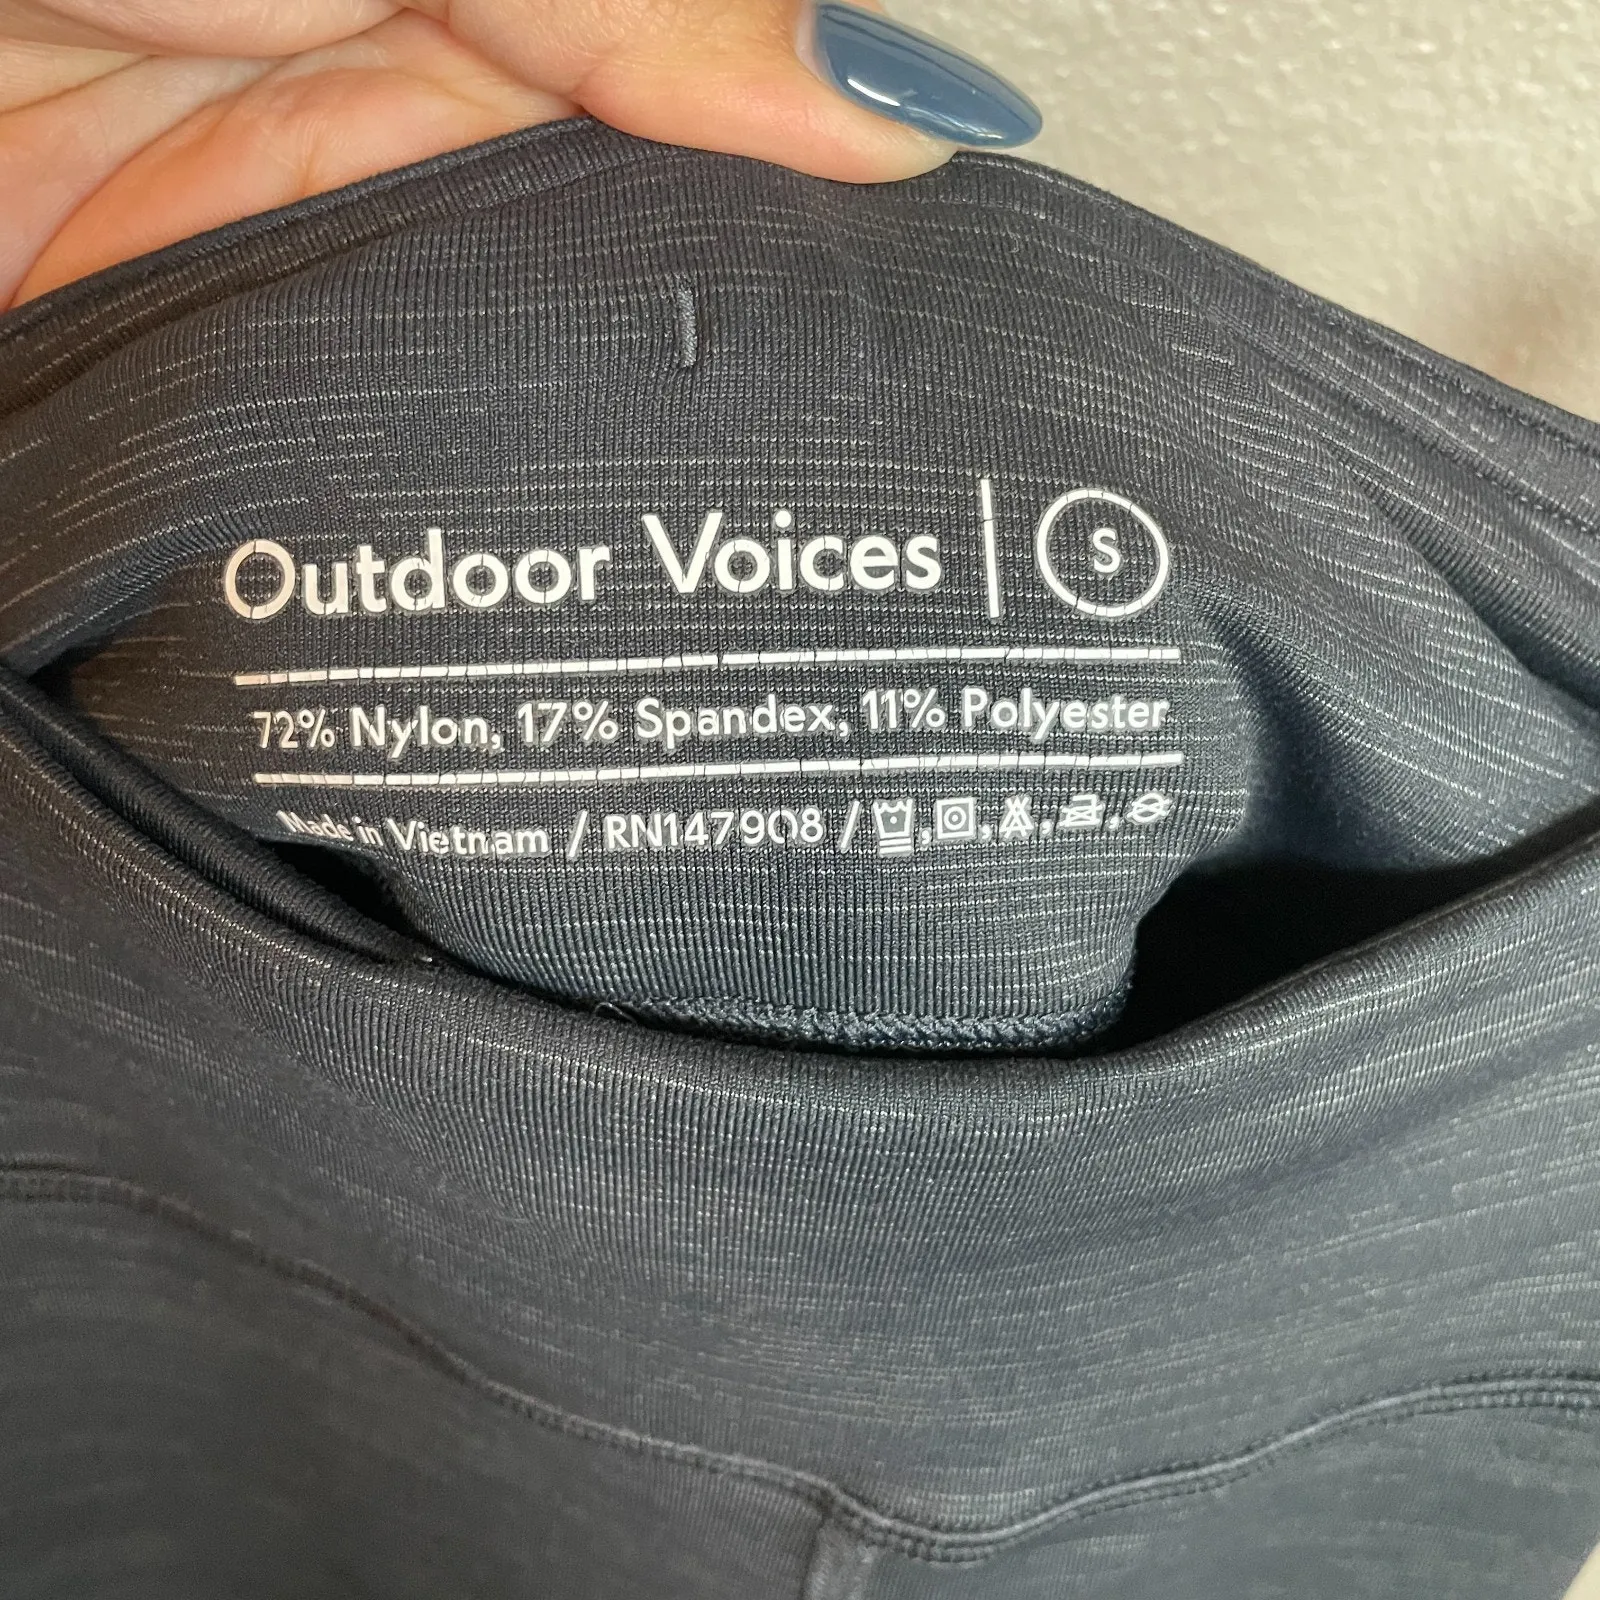 Outdoor Voices | S
72% Nylon, 17% Spandex, 11% Polyester
Made in Vietnam / RN147908 /